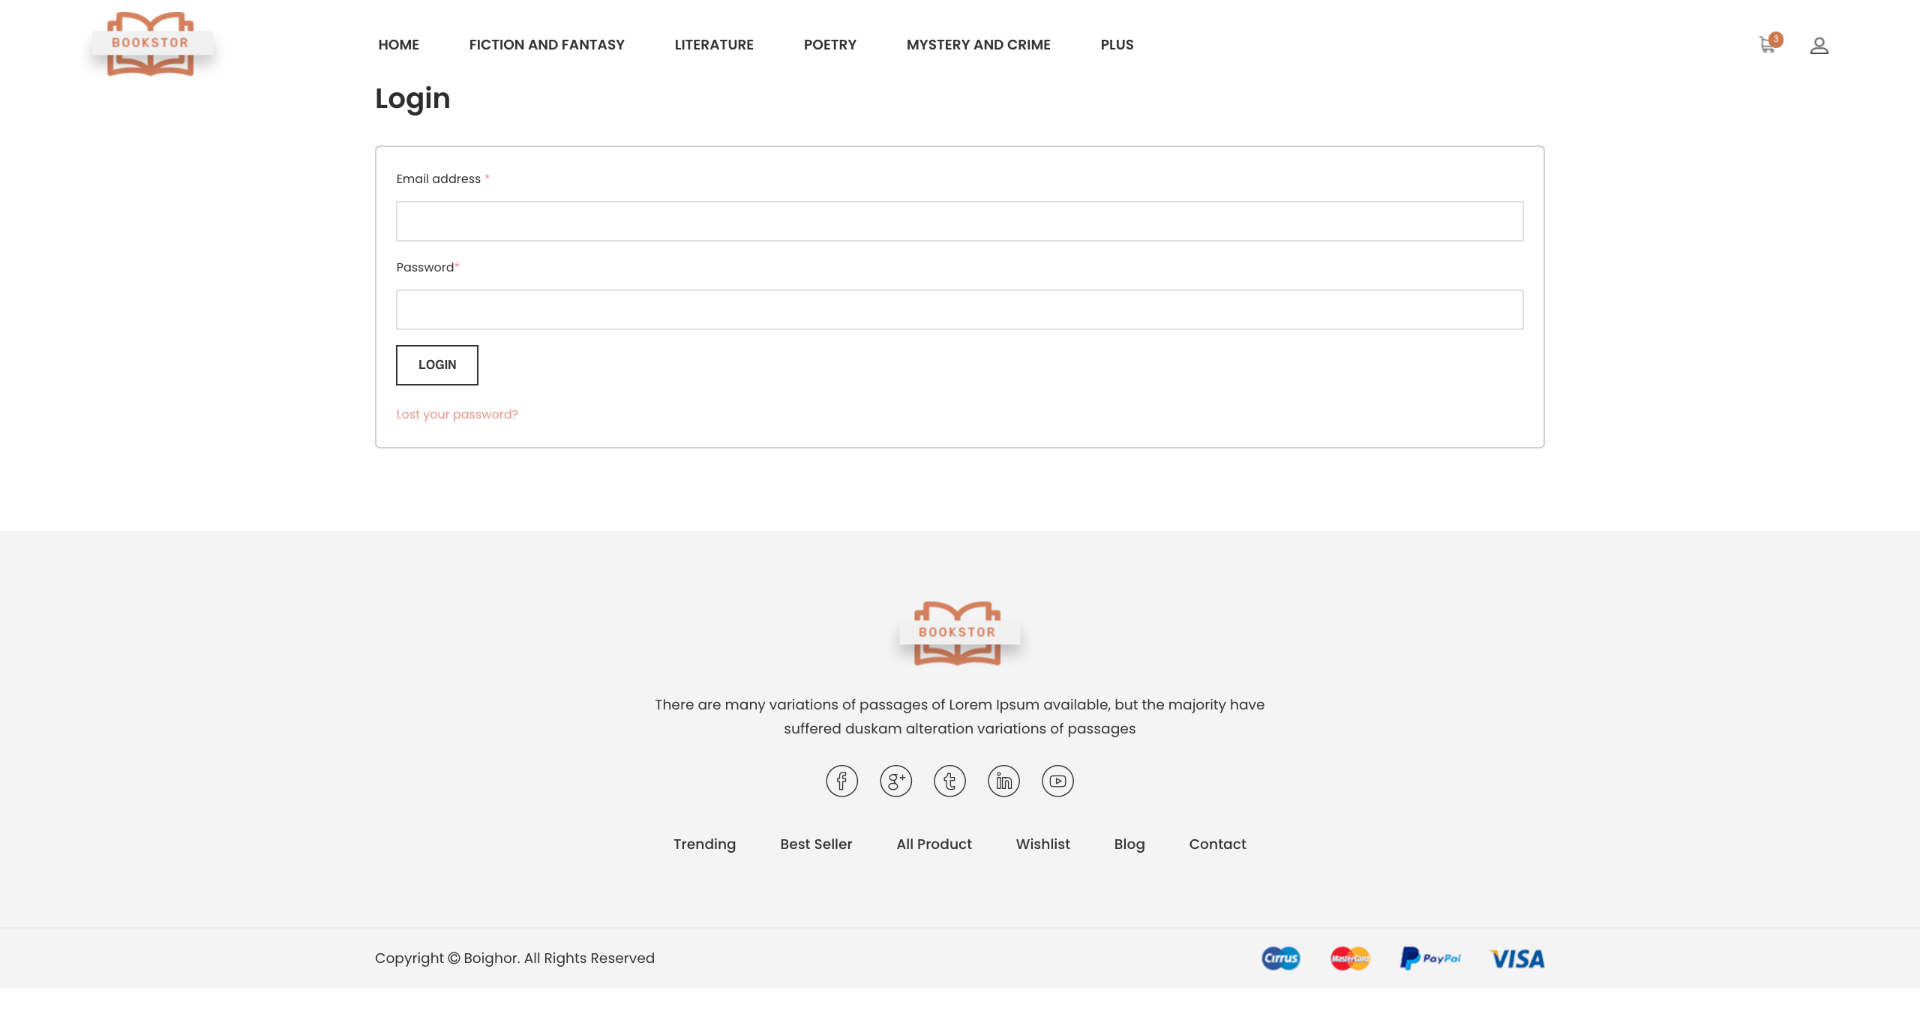 BOOKSTOR
HOME FICTION AND FANTASY LITERATURE POETRY MYSTERY AND CRIME PLUS
3
Login
Email address *
Password*
LOGIN
Lost your password?
BOOKSTOR
There are many variations of passages of Lorem Ipsum available, but the majority have
suffered duskam alteration variations of passages
Trending Best Seller All Product Wishlist Blog Contact
Copyright © Boighor. All Rights Reserved
Cirrus MasterCard PayPal VISA